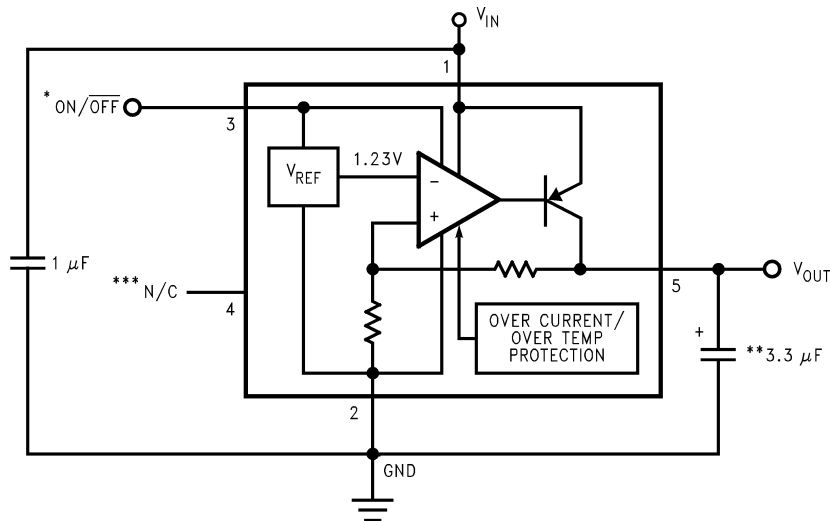 V_IN
1
* ON/O̅F̅F̅
3
1.23V
V_REF
−
+
1 μF
*** N/C
4
5
V_OUT
OVER CURRENT/
OVER TEMP
PROTECTION
+
**3.3 μF
2
GND